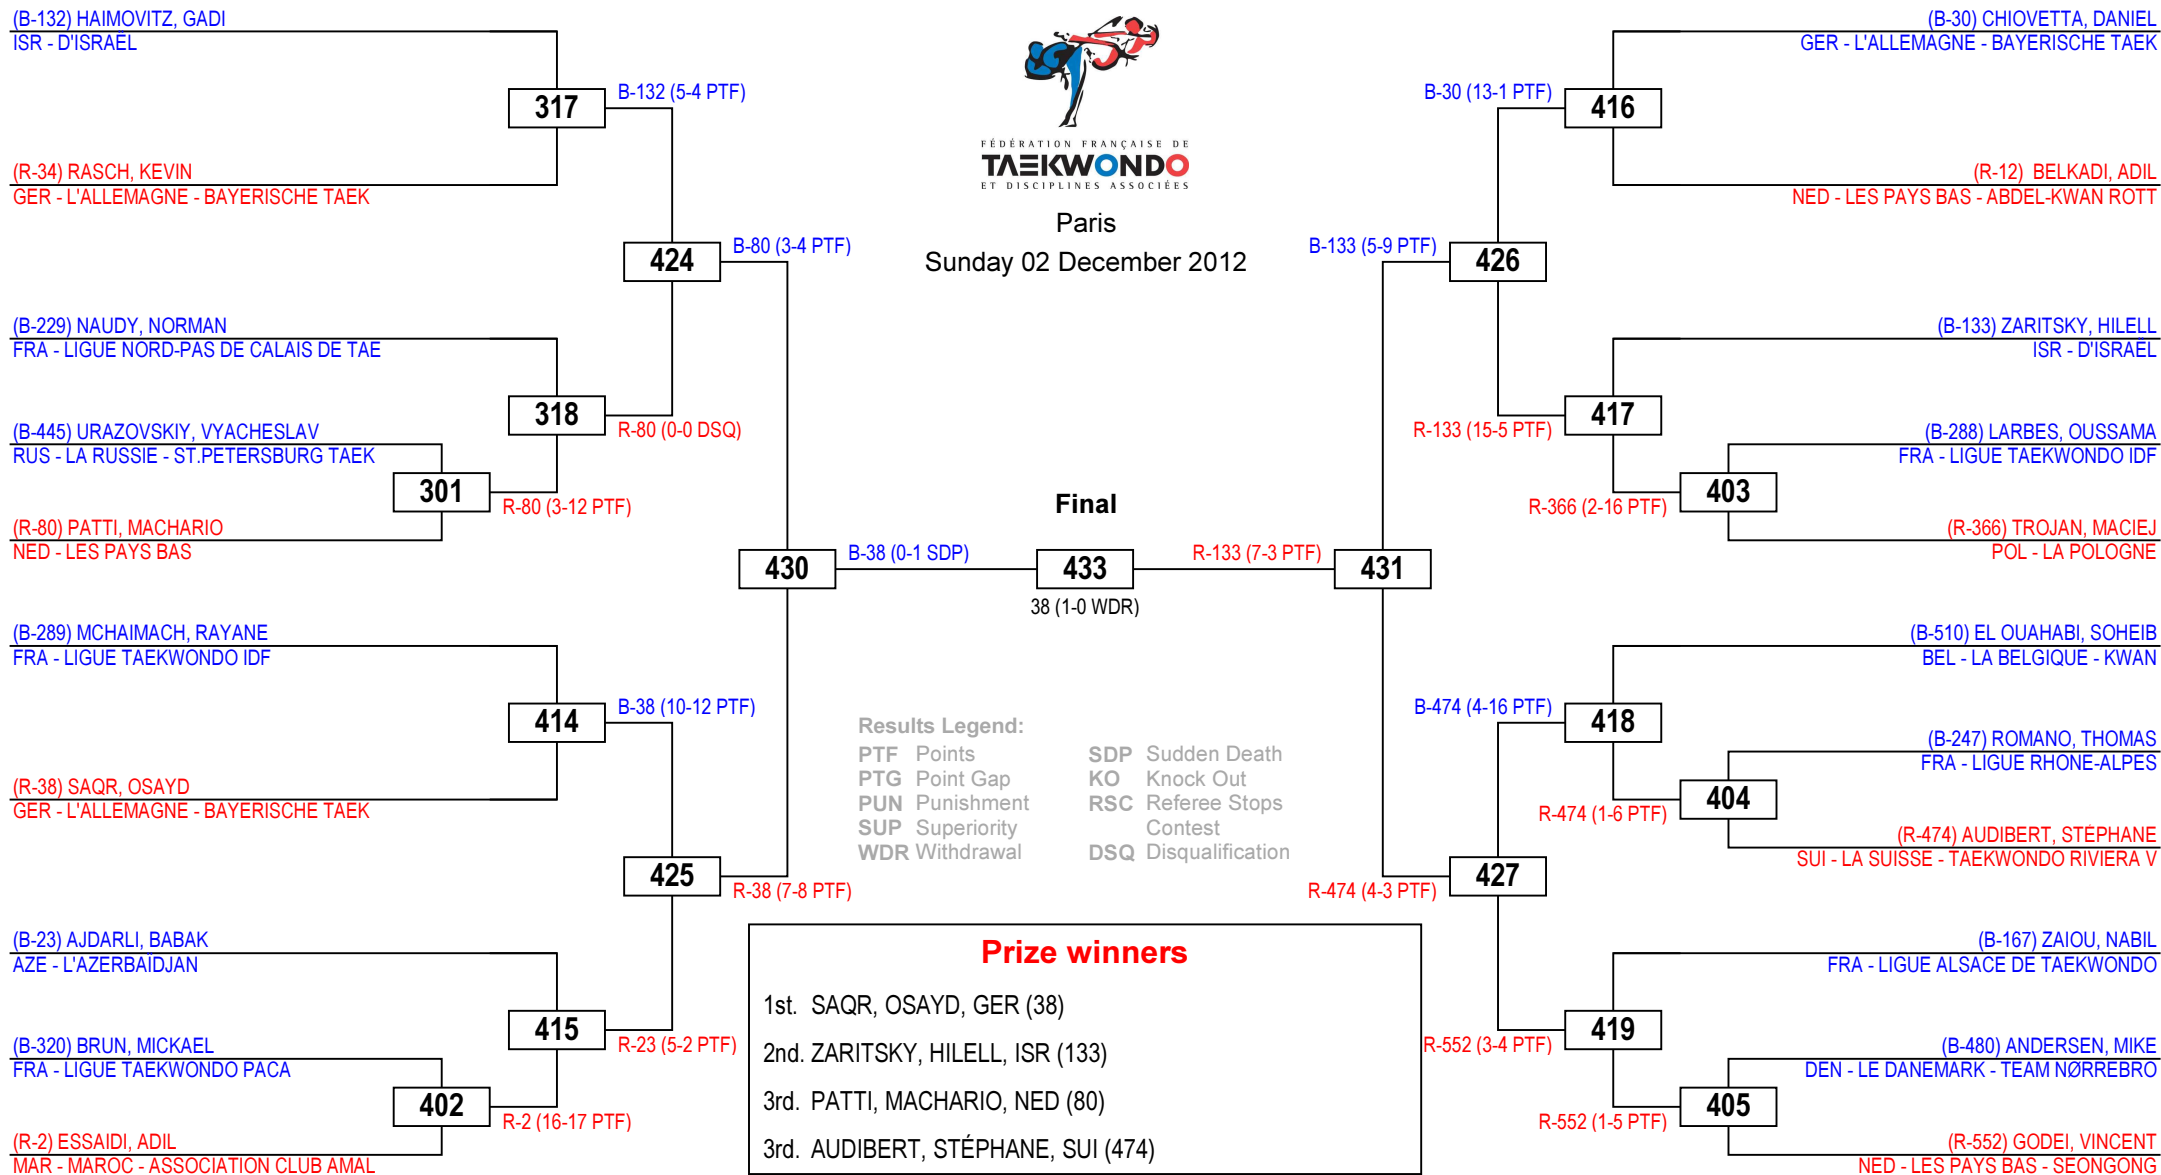 (B-132) HAIMOVITZ, GADI
ISR - D'ISRAËL
317
B-132 (5-4 PTF)
(R-34) RASCH, KEVIN
GER - L'ALLEMAGNE - BAYERISCHE TAEK
424
B-80 (3-4 PTF)
(B-229) NAUDY, NORMAN
FRA - LIGUE NORD-PAS DE CALAIS DE TAE
318
R-80 (0-0 DSQ)
(B-445) URAZOVSKIY, VYACHESLAV
RUS - LA RUSSIE - ST.PETERSBURG TAEK
301
R-80 (3-12 PTF)
(R-80) PATTI, MACHARIO
NED - LES PAYS BAS
430
B-38 (0-1 SDP)
(B-289) MCHAIMACH, RAYANE
FRA - LIGUE TAEKWONDO IDF
414
B-38 (10-12 PTF)
(R-38) SAQR, OSAYD
GER - L'ALLEMAGNE - BAYERISCHE TAEK
425
R-38 (7-8 PTF)
(B-23) AJDARLI, BABAK
AZE - L'AZERBAÏDJAN
415
R-23 (5-2 PTF)
(B-320) BRUN, MICKAEL
FRA - LIGUE TAEKWONDO PACA
402
R-2 (16-17 PTF)
(R-2) ESSAIDI, ADIL
MAR - MAROC - ASSOCIATION CLUB AMAL
FÉDÉRATION FRANÇAISE DE
TAEKWONDO
ET DISCIPLINES ASSOCIÉES
Paris
Sunday 02 December 2012
Final
433
38 (1-0 WDR)
Results Legend:
PTF Points
PTG Point Gap
PUN Punishment
SUP Superiority
WDR Withdrawal
SDP Sudden Death
KO Knock Out
RSC Referee Stops
Contest
DSQ Disqualification
Prize winners
1st. SAQR, OSAYD, GER (38)
2nd. ZARITSKY, HILELL, ISR (133)
3rd. PATTI, MACHARIO, NED (80)
3rd. AUDIBERT, STÉPHANE, SUI (474)
(B-30) CHIOVETTA, DANIEL
GER - L'ALLEMAGNE - BAYERISCHE TAEK
B-30 (13-1 PTF)
416
(R-12) BELKADI, ADIL
NED - LES PAYS BAS - ABDEL-KWAN ROTT
B-133 (5-9 PTF)
426
(B-133) ZARITSKY, HILELL
ISR - D'ISRAËL
R-133 (15-5 PTF)
417
(B-288) LARBES, OUSSAMA
FRA - LIGUE TAEKWONDO IDF
R-366 (2-16 PTF)
403
(R-366) TROJAN, MACIEJ
POL - LA POLOGNE
R-133 (7-3 PTF)
431
(B-510) EL OUAHABI, SOHEIB
BEL - LA BELGIQUE - KWAN
B-474 (4-16 PTF)
418
(B-247) ROMANO, THOMAS
FRA - LIGUE RHONE-ALPES
R-474 (1-6 PTF)
404
(R-474) AUDIBERT, STÉPHANE
SUI - LA SUISSE - TAEKWONDO RIVIERA V
R-474 (4-3 PTF)
427
(B-167) ZAIOU, NABIL
FRA - LIGUE ALSACE DE TAEKWONDO
R-552 (3-4 PTF)
419
(B-480) ANDERSEN, MIKE
DEN - LE DANEMARK - TEAM NØRREBRO
R-552 (1-5 PTF)
405
(R-552) GODEI, VINCENT
NED - LES PAYS BAS - SEONGONG